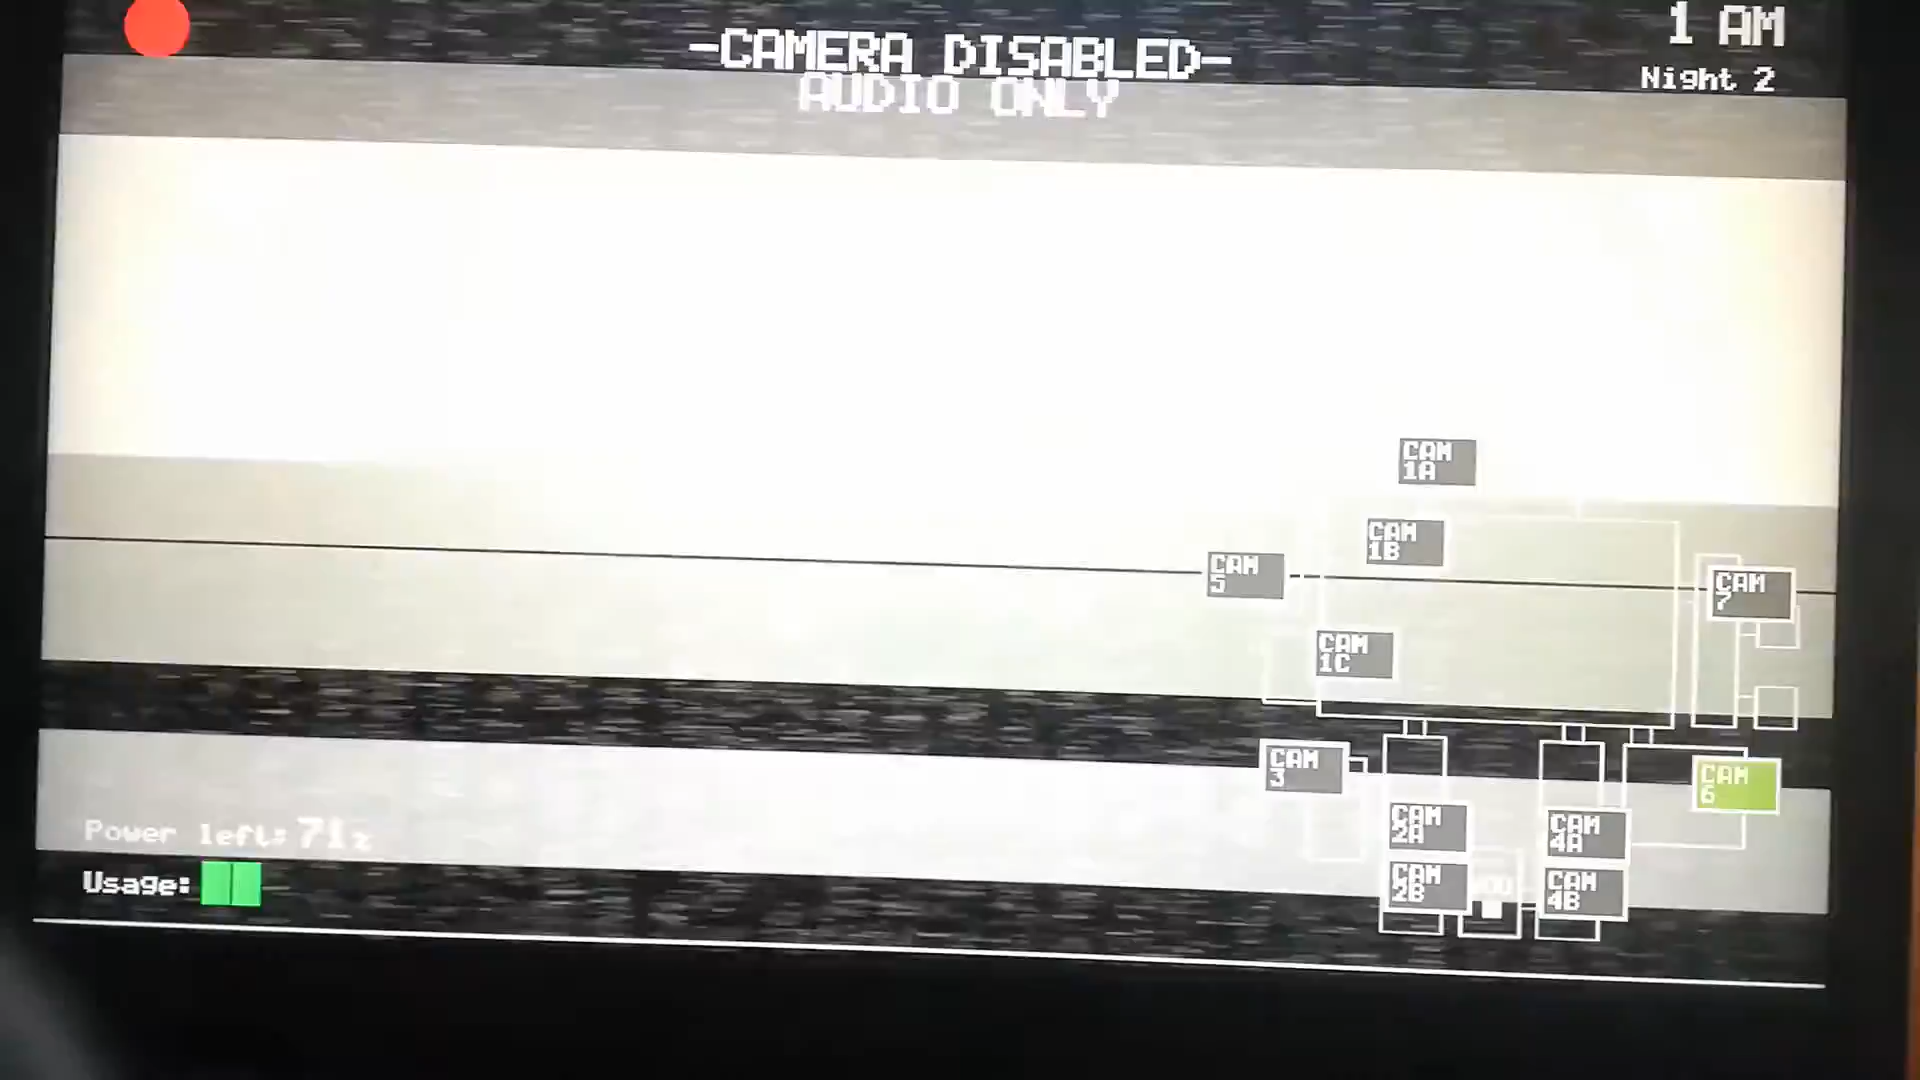 1 AM
-CAMERA DISABLED-
AUDIO ONLY
Night 2
CAM
1A
CAM
1B
CAM
5
CAM
7
CAM
1C
CAM
3
CAM
6
CAM
2A
CAM
4A
CAM
2B
YOU
CAM
4B
Power left: 71%
Usage: